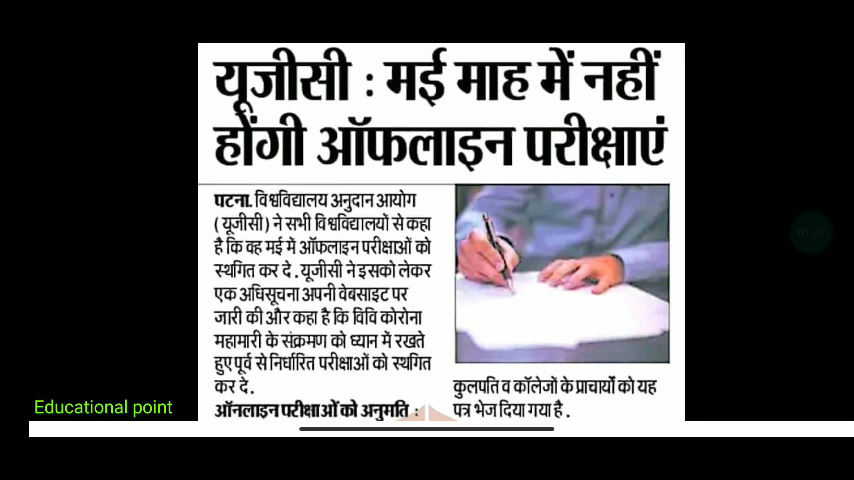 यूजीसी : मई माह में नहीं
होंगी ऑफलाइन परीक्षाएं
पटना. विश्वविद्यालय अनुदान आयोग
( यूजीसी ) ने सभी विश्वविद्यालयों से कहा
है कि वह मई में ऑफलाइन परीक्षाओं को
स्थगित कर दे . यूजीसी ने इसको लेकर
एक अधिसूचना अपनी वेबसाइट पर
जारी की और कहा है कि विवि कोरोना
महामारी के संक्रमण को ध्यान में रखते
हुए पूर्व से निर्धारित परीक्षाओं को स्थगित
कर दे .
ऑनलाइन परीक्षाओं को अनुमति :
कुलपति व कॉलेजों के प्राचार्यों को यह
पत्र भेज दिया गया है .
Educational point
01:32